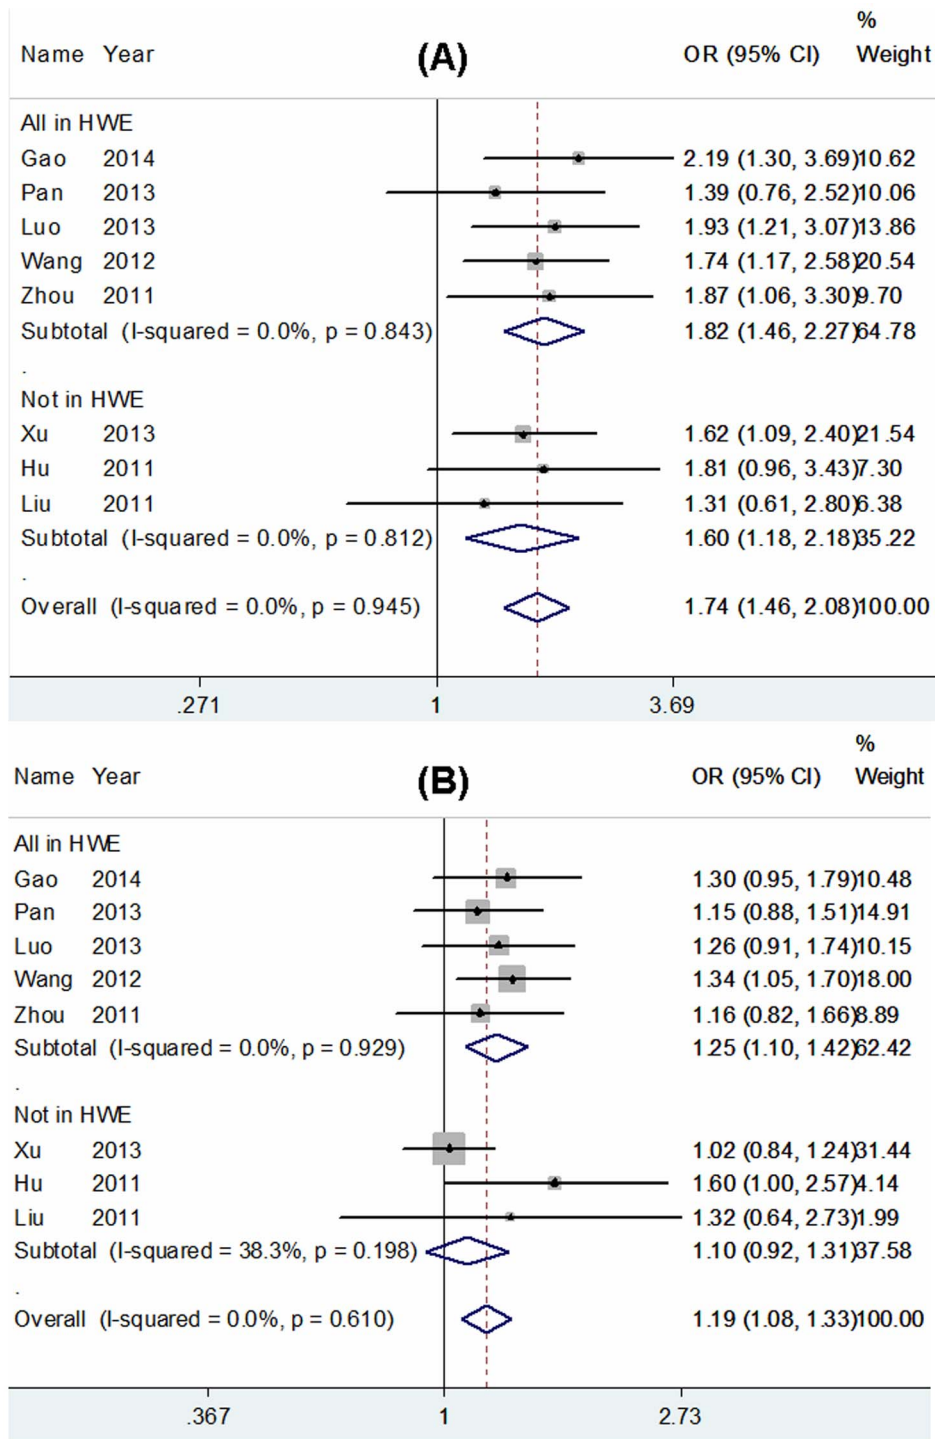 %
Name Year (A) OR (95% CI) Weight
All in HWE
Gao 2014 2.19 (1.30, 3.69)10.62
Pan 2013 1.39 (0.76, 2.52)10.06
Luo 2013 1.93 (1.21, 3.07)13.86
Wang 2012 1.74 (1.17, 2.58)20.54
Zhou 2011 1.87 (1.06, 3.30)9.70
Subtotal (I-squared = 0.0%, p = 0.843) 1.82 (1.46, 2.27)64.78
.
Not in HWE
Xu 2013 1.62 (1.09, 2.40)21.54
Hu 2011 1.81 (0.96, 3.43)7.30
Liu 2011 1.31 (0.61, 2.80)6.38
Subtotal (I-squared = 0.0%, p = 0.812) 1.60 (1.18, 2.18)35.22
.
Overall (I-squared = 0.0%, p = 0.945) 1.74 (1.46, 2.08)100.00
.271 1 3.69
%
Name Year (B) OR (95% CI) Weight
All in HWE
Gao 2014 1.30 (0.95, 1.79)10.48
Pan 2013 1.15 (0.88, 1.51)14.91
Luo 2013 1.26 (0.91, 1.74)10.15
Wang 2012 1.34 (1.05, 1.70)18.00
Zhou 2011 1.16 (0.82, 1.66)8.89
Subtotal (I-squared = 0.0%, p = 0.929) 1.25 (1.10, 1.42)62.42
.
Not in HWE
Xu 2013 1.02 (0.84, 1.24)31.44
Hu 2011 1.60 (1.00, 2.57)4.14
Liu 2011 1.32 (0.64, 2.73)1.99
Subtotal (I-squared = 38.3%, p = 0.198) 1.10 (0.92, 1.31)37.58
.
Overall (I-squared = 0.0%, p = 0.610) 1.19 (1.08, 1.33)100.00
.367 1 2.73